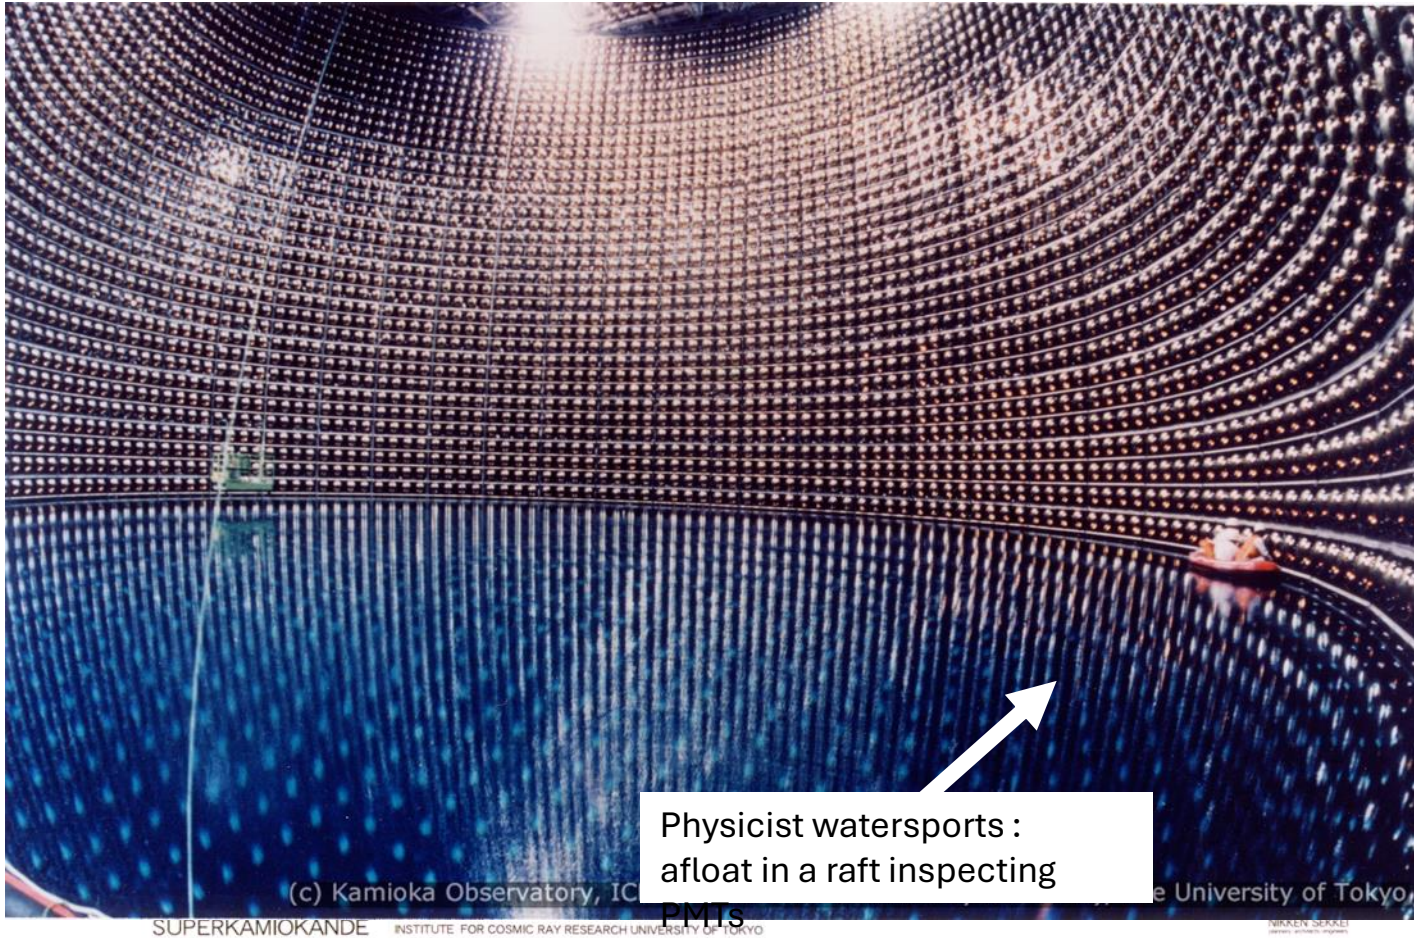 Physicist watersports :
afloat in a raft inspecting
PMTs
(c) Kamioka Observatory, IC e University of Tokyo,
SUPERKAMIOKANDE INSTITUTE FOR COSMIC RAY RESEARCH UNIVERSITY OF TOKYO
NIKKEN SEKKEI